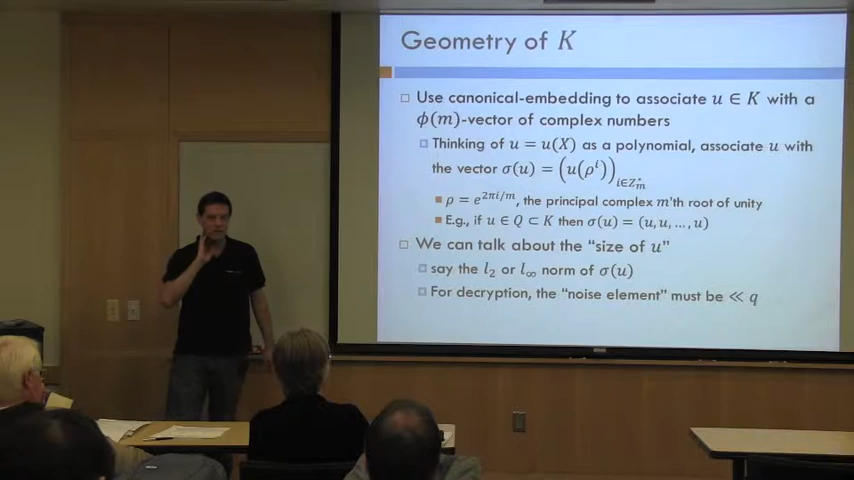 Geometry of K
Use canonical-embedding to associate u ∈ K with a
ϕ(m)-vector of complex numbers
Thinking of u = u(X) as a polynomial, associate u with
the vector σ(u) = (u(ρ^i))_{i∈Z_m^*}
ρ = e^{2πi/m}, the principal complex m'th root of unity
E.g., if u ∈ Q ⊂ K then σ(u) = (u, u, …, u)
We can talk about the "size of u"
say the l_2 or l_∞ norm of σ(u)
For decryption, the "noise element" must be ≪ q